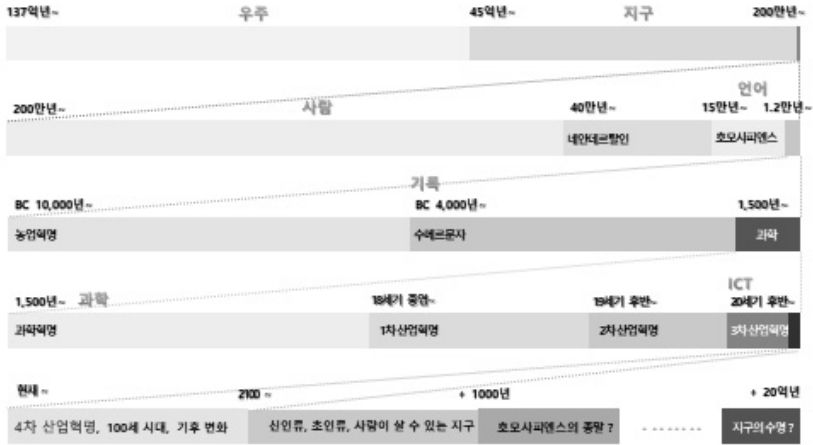 137억년~ 우주 45억년~ 지구 200만년~
언어
200만년~ 사람 40만년~ 15만년~ 1.2만년~
네안데르탈인 호모사피엔스
기록
BC 10,000년~ BC 4,000년~ 1,500년~
농업혁명 수메르문자 과학
ICT
1,500년~ 과학 18세기 중엽~ 19세기 후반~ 20세기 후반~
과학혁명 1차산업혁명 2차산업혁명 3차산업혁명
현재 ~ 2100 ~ + 1000년 + 20억년
4차 산업혁명, 100세 시대, 기후 변화 신인류, 초인류, 사람이 살 수 있는 지구 호모사피엔스의 종말 ? - - - - - - - - 지구의수명 ?